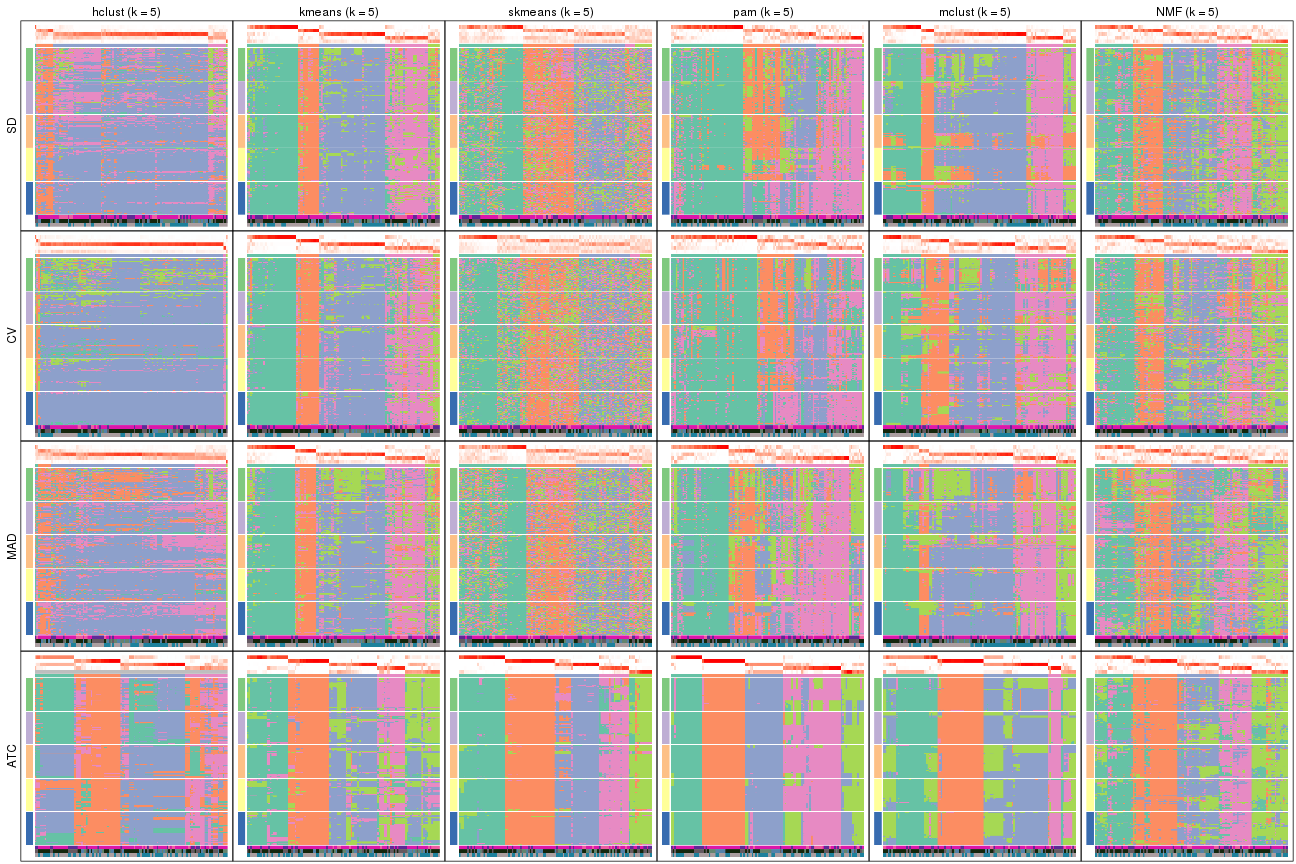 hclust (k = 5) kmeans (k = 5) skmeans (k = 5) pam (k = 5) mclust (k = 5) NMF (k = 5)
SD
CV
MAD
ATC